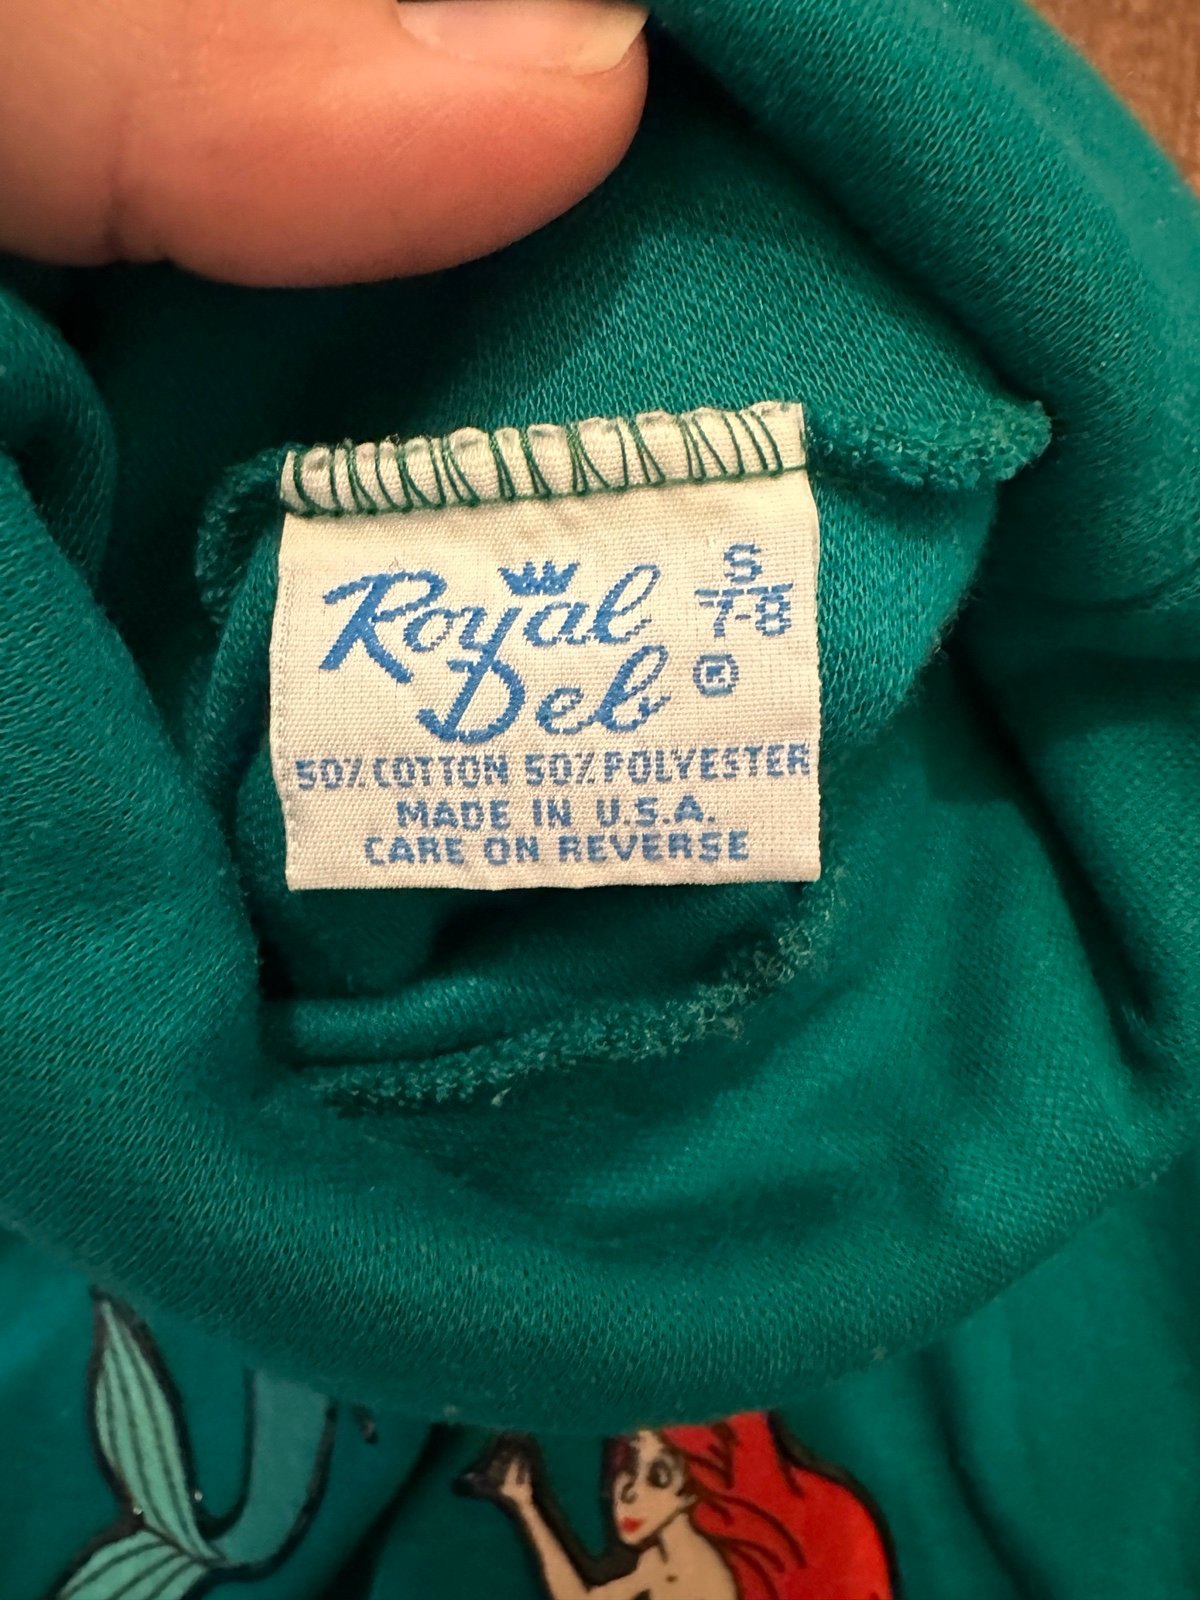 Royal
Deb
S
7-8
®
50% COTTON 50% POLYESTER
MADE IN U.S.A.
CARE ON REVERSE